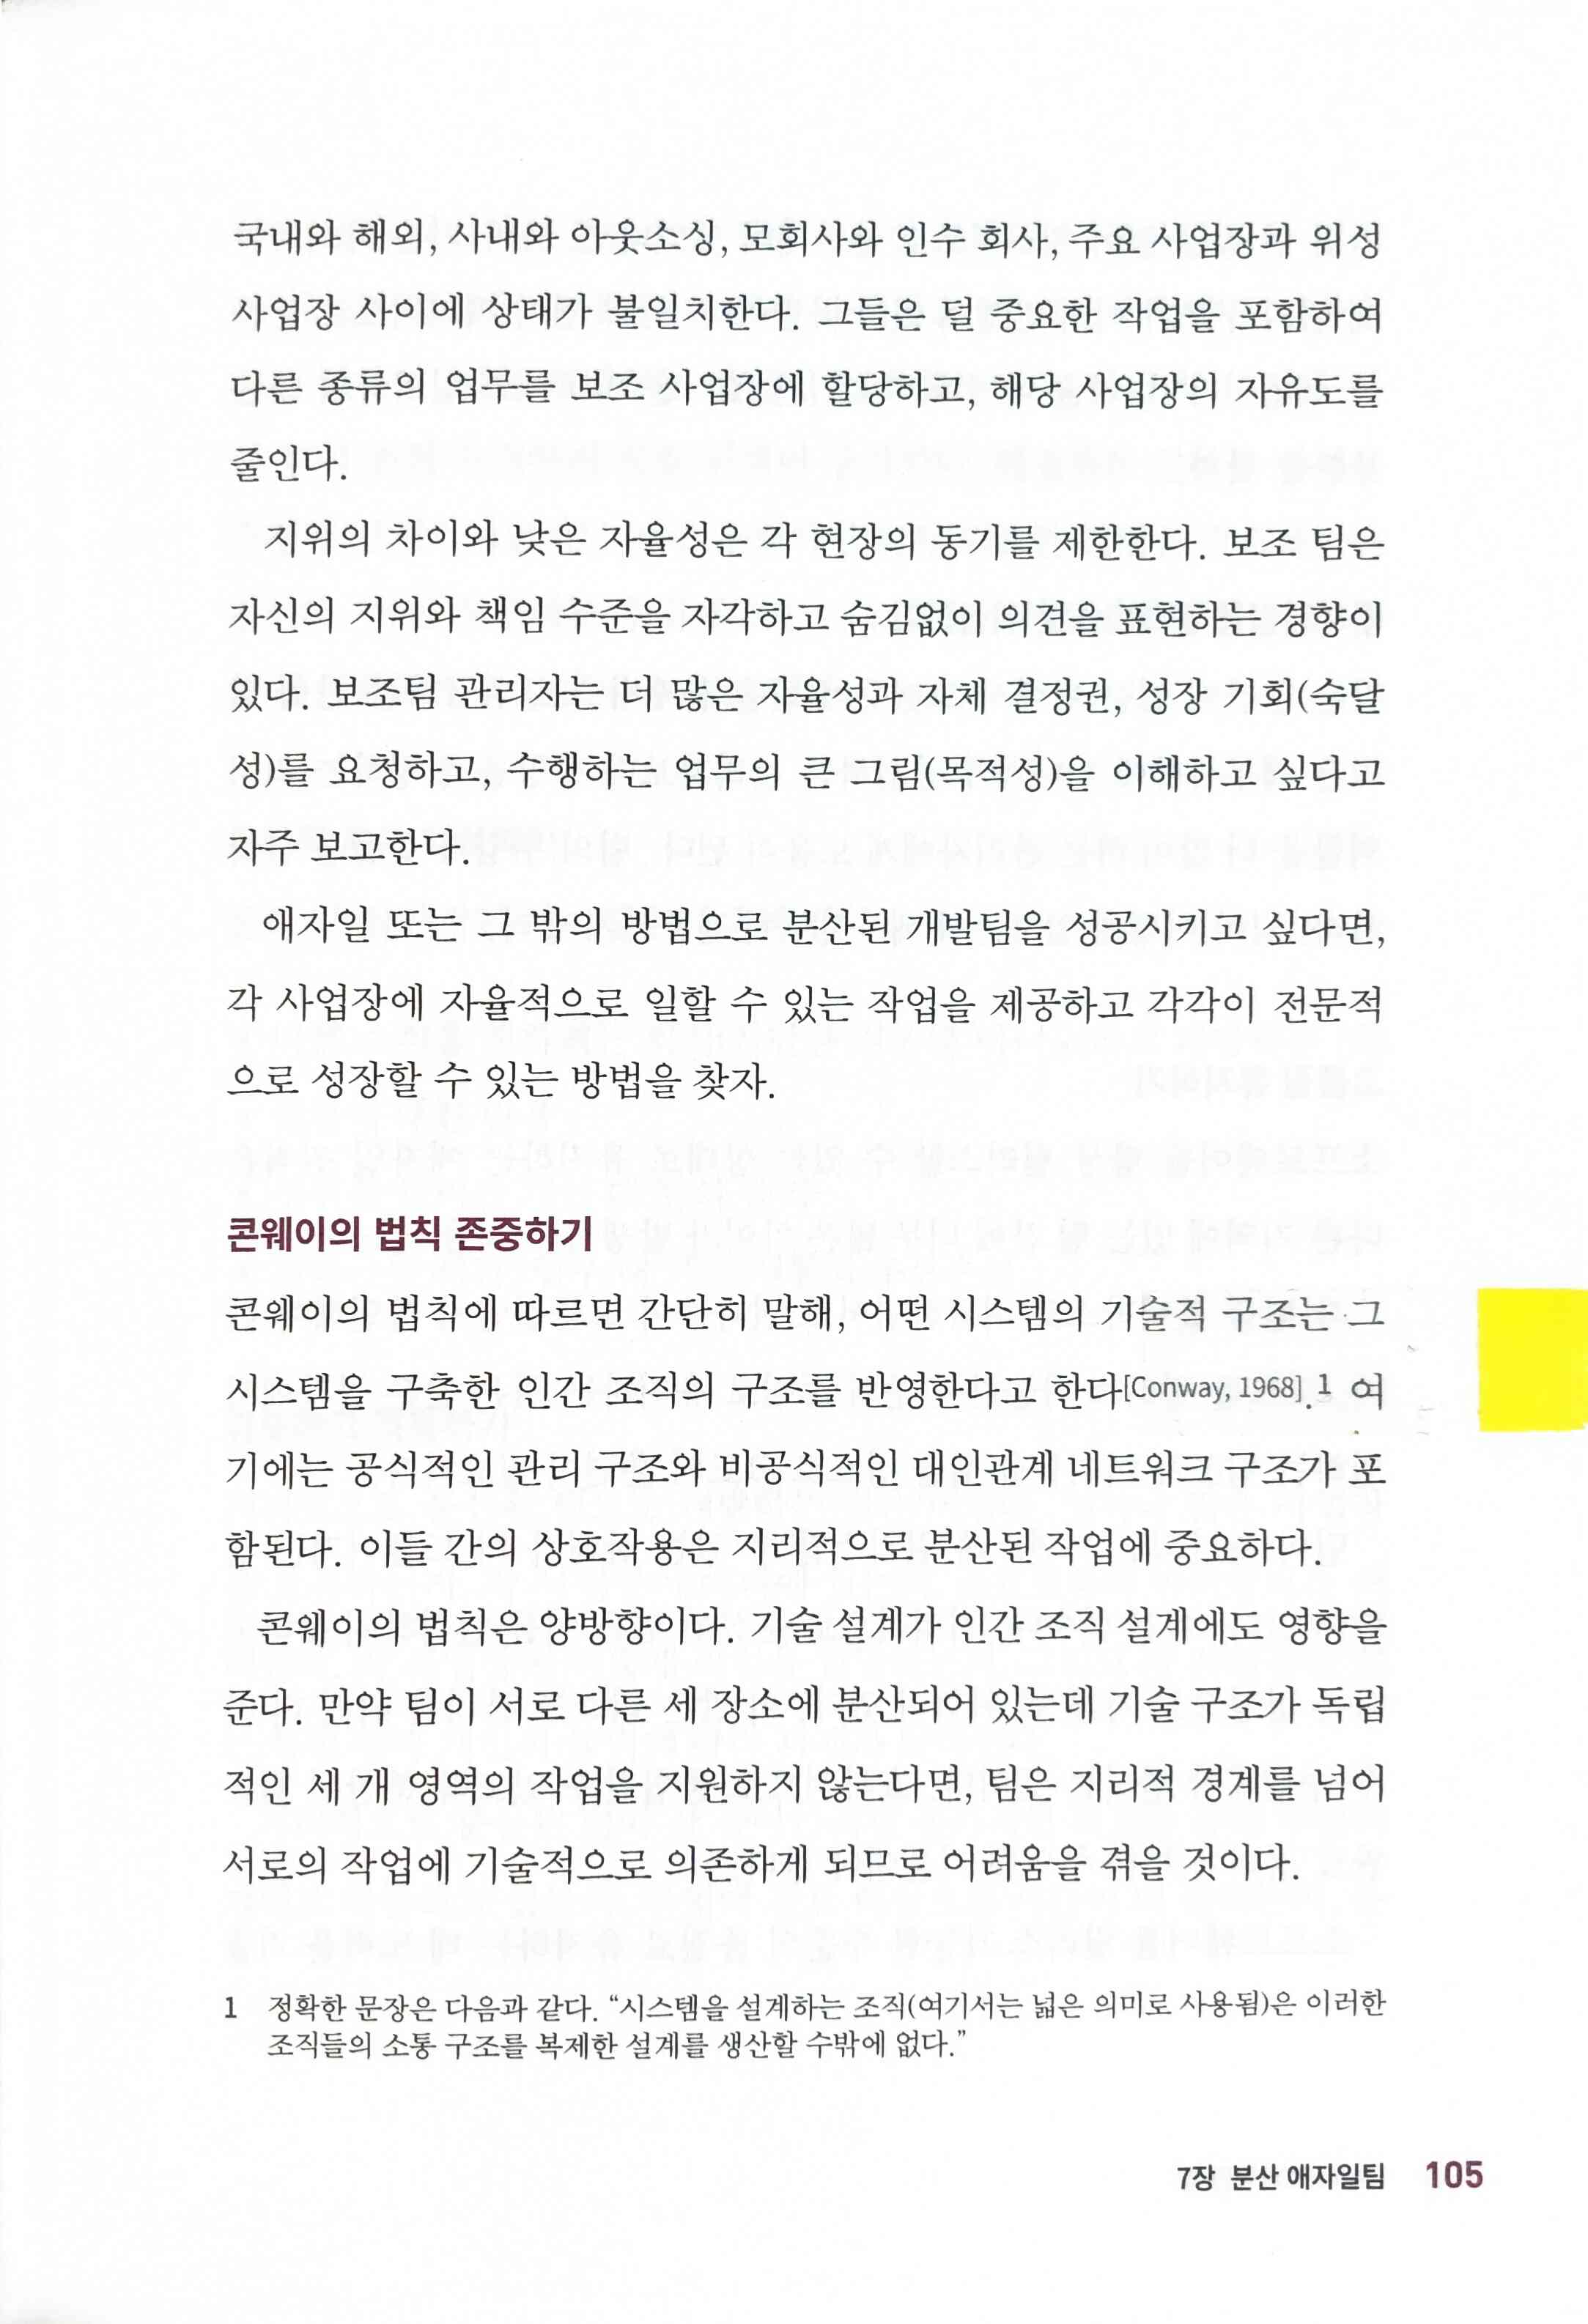 국내와 해외, 사내와 아웃소싱, 모회사와 인수 회사, 주요 사업장과 위성
사업장 사이에 상태가 불일치한다. 그들은 덜 중요한 작업을 포함하여
다른 종류의 업무를 보조 사업장에 할당하고, 해당 사업장의 자유도를
줄인다.
지위의 차이와 낮은 자율성은 각 현장의 동기를 제한한다. 보조 팀은
자신의 지위와 책임 수준을 자각하고 숨김없이 의견을 표현하는 경향이
있다. 보조팀 관리자는 더 많은 자율성과 자체 결정권, 성장 기회(숙달
성)를 요청하고, 수행하는 업무의 큰 그림(목적성)을 이해하고 싶다고
자주 보고한다.
애자일 또는 그 밖의 방법으로 분산된 개발팀을 성공시키고 싶다면,
각 사업장에 자율적으로 일할 수 있는 작업을 제공하고 각각이 전문적
으로 성장할 수 있는 방법을 찾자.
콘웨이의 법칙 존중하기
콘웨이의 법칙에 따르면 간단히 말해, 어떤 시스템의 기술적 구조는 그
시스템을 구축한 인간 조직의 구조를 반영한다고 한다[Conway, 1968].1 여
기에는 공식적인 관리 구조와 비공식적인 대인관계 네트워크 구조가 포
함된다. 이들 간의 상호작용은 지리적으로 분산된 작업에 중요하다.
콘웨이의 법칙은 양방향이다. 기술 설계가 인간 조직 설계에도 영향을
준다. 만약 팀이 서로 다른 세 장소에 분산되어 있는데 기술 구조가 독립
적인 세 개 영역의 작업을 지원하지 않는다면, 팀은 지리적 경계를 넘어
서로의 작업에 기술적으로 의존하게 되므로 어려움을 겪을 것이다.
1 정확한 문장은 다음과 같다. “시스템을 설계하는 조직(여기서는 넓은 의미로 사용됨)은 이러한
조직들의 소통 구조를 복제한 설계를 생산할 수밖에 없다.”
7장 분산 애자일팀 105